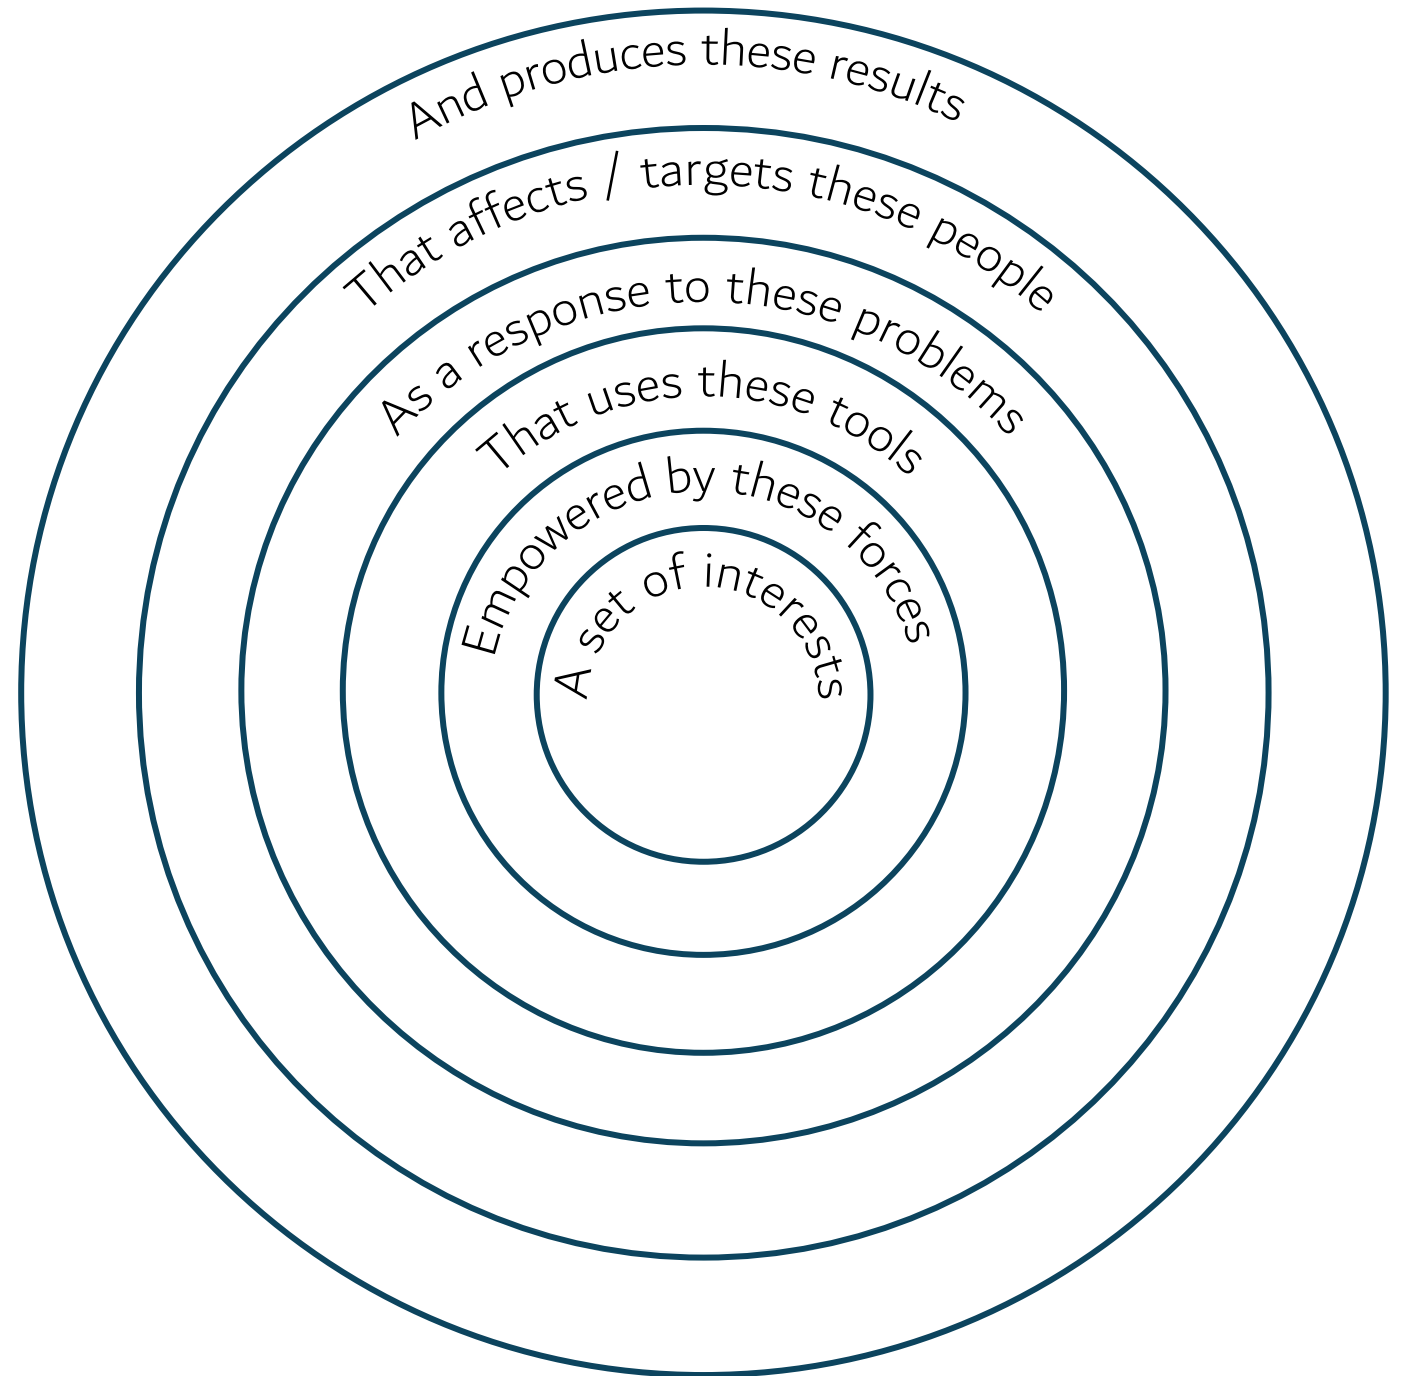 And produces these results
That affects / targets these people
As a response to these problems
That uses these tools
Empowered by these forces
A set of interests